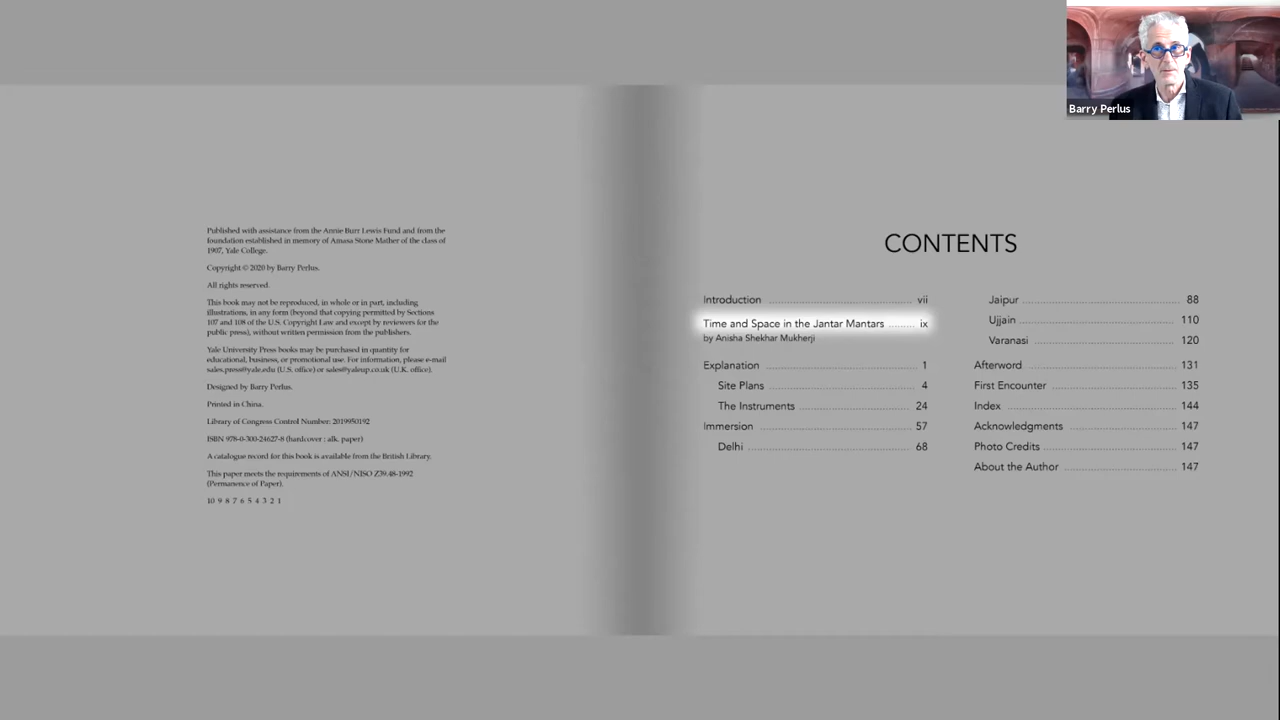 Barry Perlus
Published with assistance from the Annie Burr Lewis Fund and from the
foundation established in memory of Amasa Stone Mather of the class of
1907, Yale College.
Copyright © 2020 by Barry Perlus.
All rights reserved.
This book may not be reproduced, in whole or in part, including
illustrations, in any form (beyond that copying permitted by Sections
107 and 108 of the U.S. Copyright Law and except by reviewers for the
public press), without written permission from the publishers.
Yale University Press books may be purchased in quantity for
educational, business, or promotional use. For information, please e-mail
sales.press@yale.edu (U.S. office) or sales@yaleup.co.uk (U.K. office).
Designed by Barry Perlus.
Printed in China.
Library of Congress Control Number: 2019950192
ISBN 978-0-300-24627-8 (hardcover : alk. paper)
A catalogue record for this book is available from the British Library.
This paper meets the requirements of ANSI/NISO Z39.48-1992
(Permanence of Paper).
10 9 8 7 6 5 4 3 2 1
CONTENTS
Introduction ........ vii
Time and Space in the Jantar Mantars ........ ix
by Anisha Shekhar Mukherji
Explanation ........ 1
Site Plans ........ 4
The Instruments ........ 24
Immersion ........ 57
Delhi ........ 68
Jaipur ........ 88
Ujjain ........ 110
Varanasi ........ 120
Afterword ........ 131
First Encounter ........ 135
Index ........ 144
Acknowledgments ........ 147
Photo Credits ........ 147
About the Author ........ 147